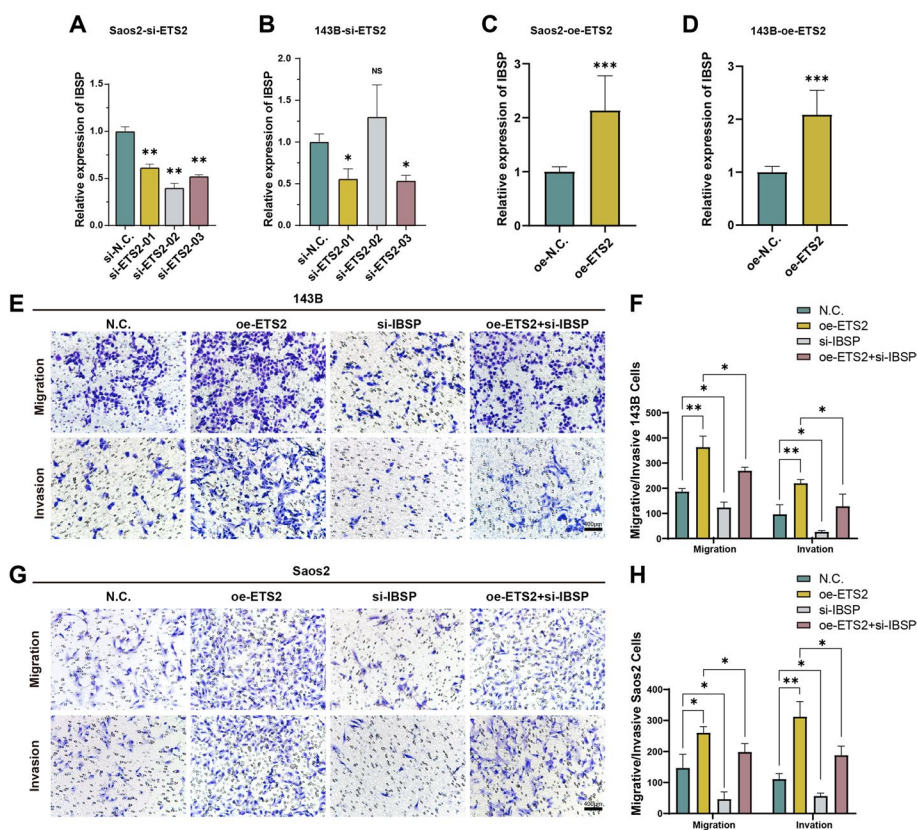 A
Saos2-si-ETS2
Relative expression of IBSP
1.5
1.0
0.5
0.0
**
**
**
si-N.C.
si-ETS2-01
si-ETS2-02
si-ETS2-03
B
143B-si-ETS2
Relative expression of IBSP
2.0
1.5
1.0
0.5
0.0
*
NS
*
si-N.C.
si-ETS2-01
si-ETS2-02
si-ETS2-03
C
Saos2-oe-ETS2
Relative expression of IBSP
3
2
1
0
***
oe-N.C.
oe-ETS2
D
143B-oe-ETS2
Relative expression of IBSP
3
2
1
0
***
oe-N.C.
oe-ETS2
E
143B
N.C.
oe-ETS2
si-IBSP
oe-ETS2+si-IBSP
Migration
Invasion
400μm
F
N.C.
oe-ETS2
si-IBSP
oe-ETS2+si-IBSP
Migrative/Invasive 143B Cells
500
400
300
200
100
0
**
*
*
**
*
*
Migration
Invation
G
Saos2
N.C.
oe-ETS2
si-IBSP
oe-ETS2+si-IBSP
Migration
Invasion
400μm
H
N.C.
oe-ETS2
si-IBSP
oe-ETS2+si-IBSP
Migrative/Invasive Saos2 Cells
400
300
200
100
0
*
*
*
**
*
*
Migration
Invation